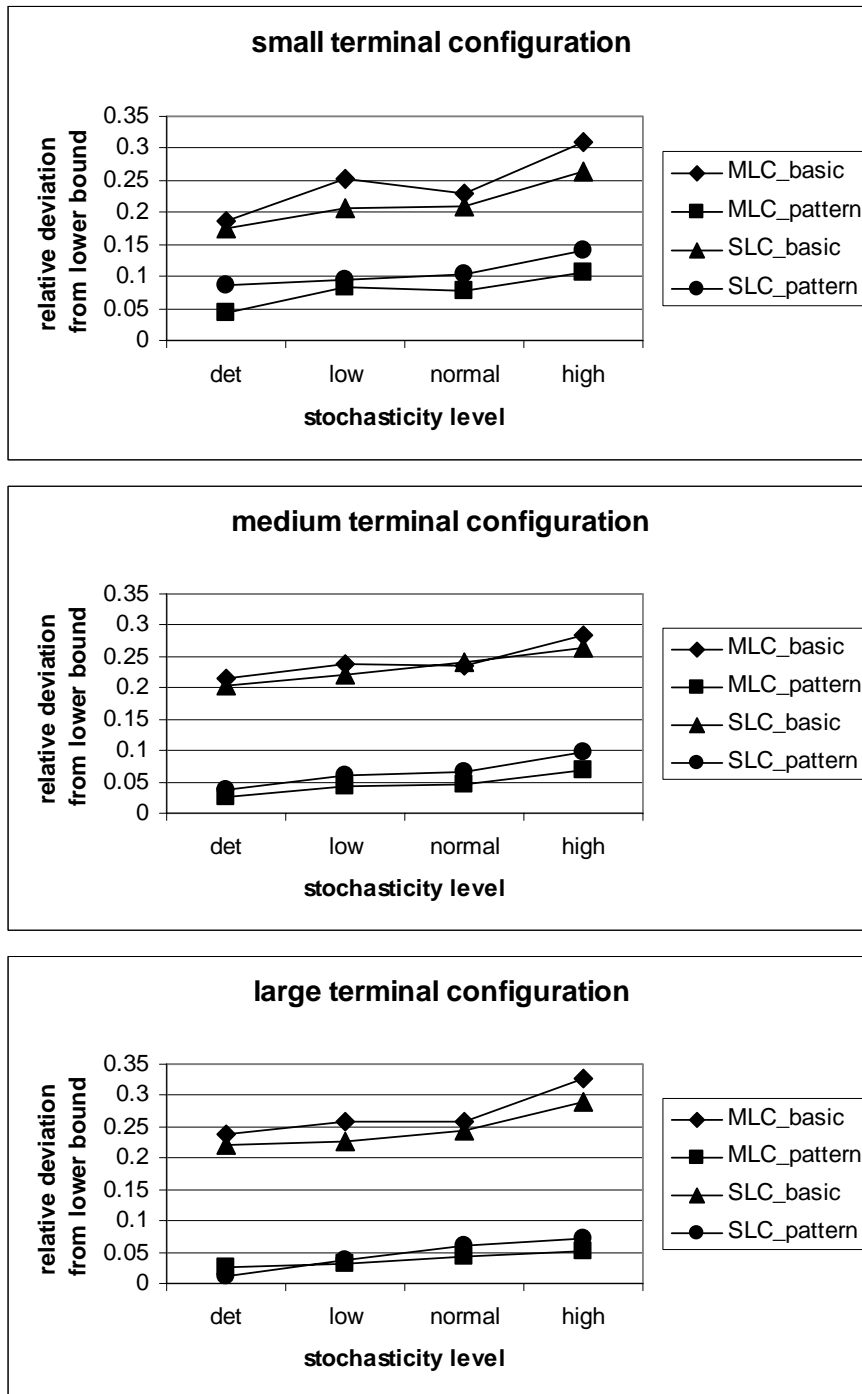 small terminal configuration
relative deviation
from lower bound
0.35
0.3
0.25
0.2
0.15
0.1
0.05
0
det low normal high
stochasticity level
MLC_basic
MLC_pattern
SLC_basic
SLC_pattern
medium terminal configuration
relative deviation
from lower bound
0.35
0.3
0.25
0.2
0.15
0.1
0.05
0
det low normal high
stochasticity level
MLC_basic
MLC_pattern
SLC_basic
SLC_pattern
large terminal configuration
relative deviation
from lower bound
0.35
0.3
0.25
0.2
0.15
0.1
0.05
0
det low normal high
stochasticity level
MLC_basic
MLC_pattern
SLC_basic
SLC_pattern